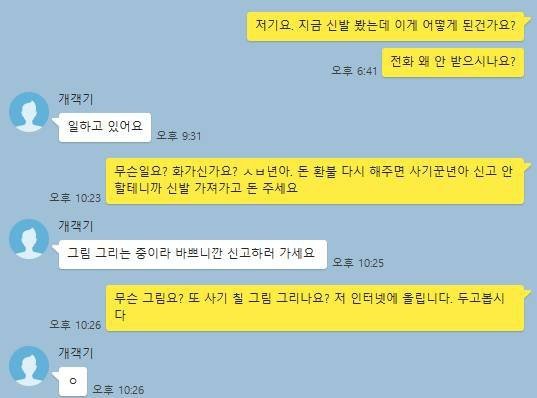 저기요. 지금 신발 봤는데 이게 어떻게 된건가요?
전화 왜 안 받으시나요?
오후 6:41
개객기
일하고 있어요
오후 9:31
무슨일요? 화가신가요? ㅅㅂ년아. 돈 환불 다시 해주면 사기꾼년아 신고 안
할테니까 신발 가져가고 돈 주세요
오후 10:23
개객기
그림 그리는 중이라 바쁘니깐 신고하러 가세요
오후 10:25
무슨 그림요? 또 사기 칠 그림 그리나요? 저 인터넷에 올립니다. 두고봅시
다
오후 10:26
개객기
ㅇ
오후 10:26